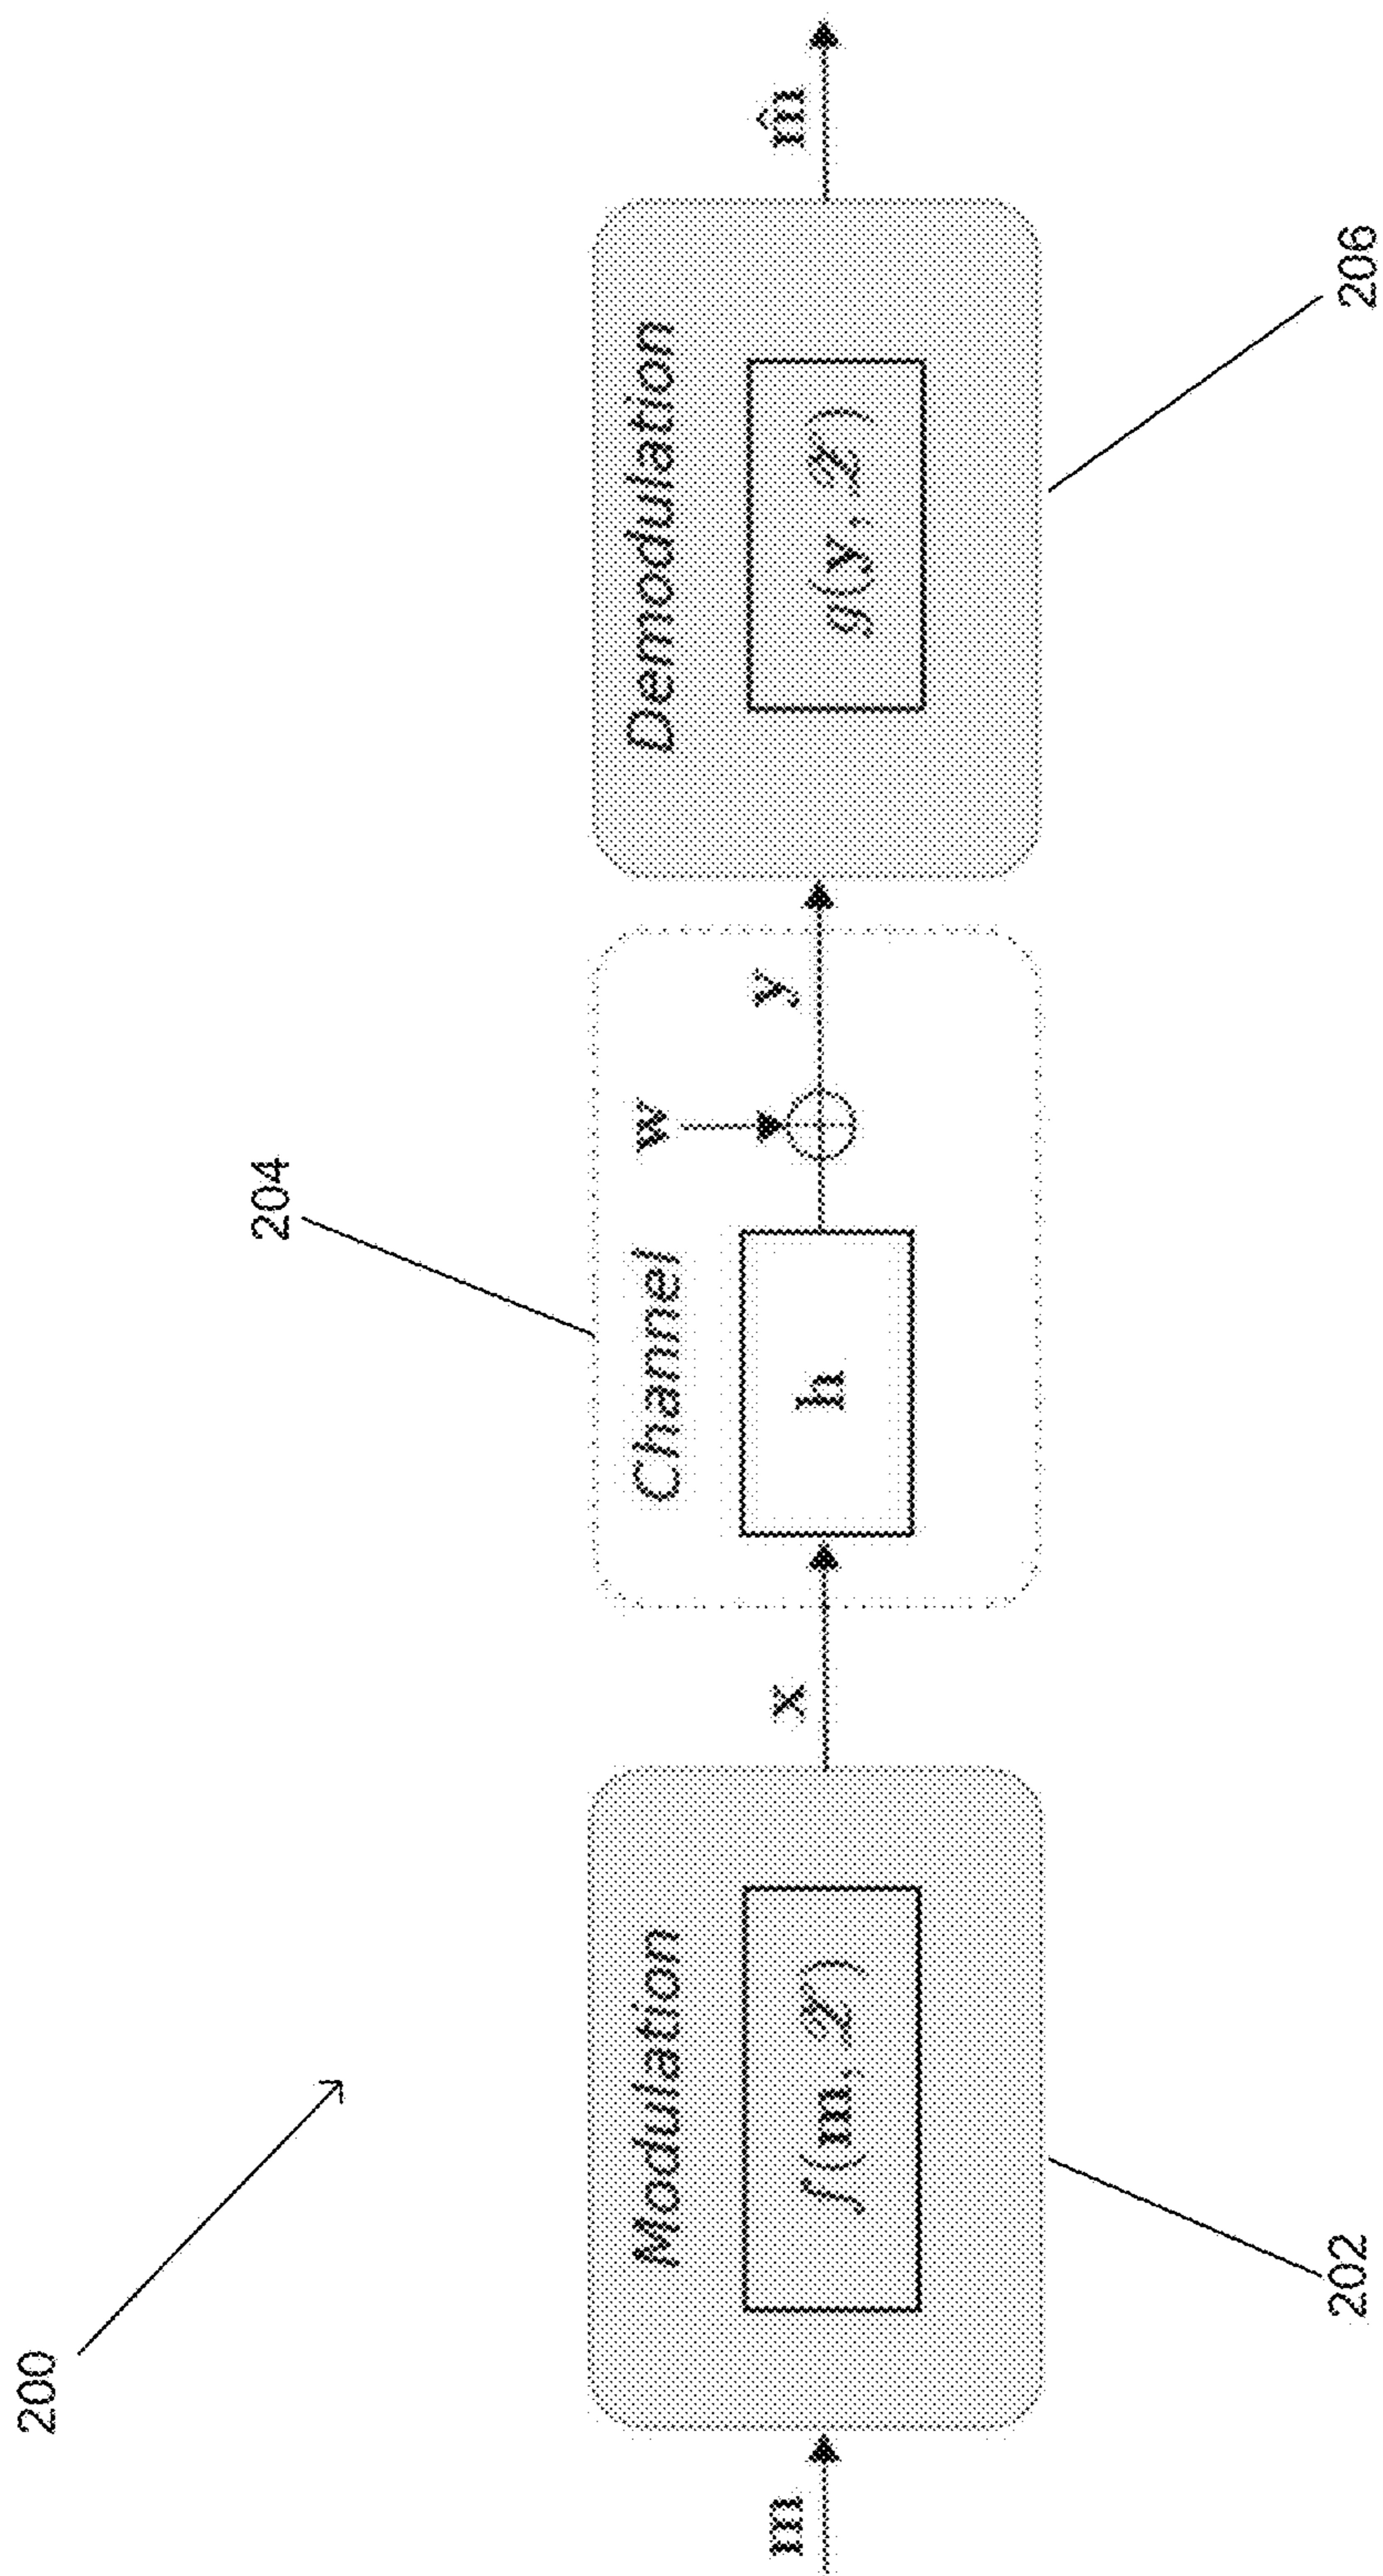 200
204
Modulation
Channel
Demodulation
w
m
x
y
m̂
f(m, 𝒳)
h
g(y, 𝒳)
202
206